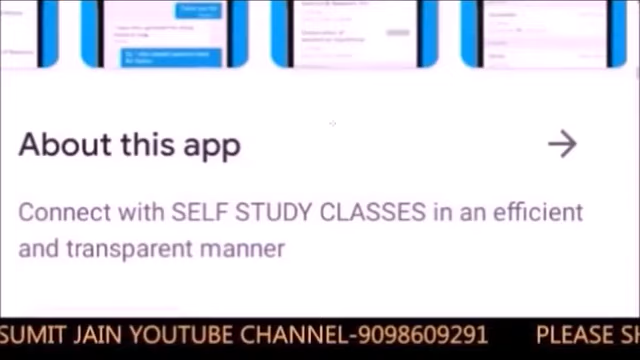 About this app
Connect with SELF STUDY CLASSES in an efficient
and transparent manner
SUMIT JAIN YOUTUBE CHANNEL-9098609291 PLEASE